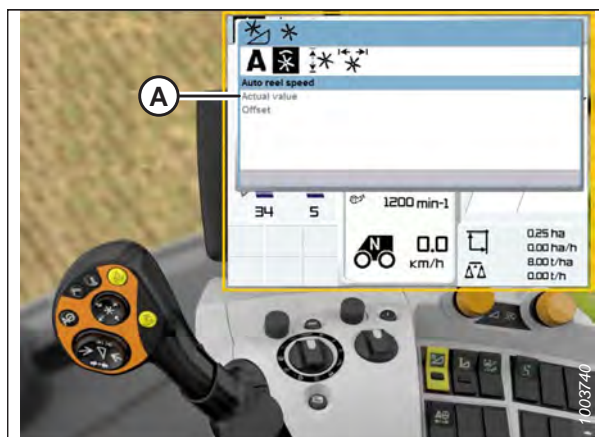 A
Auto reel speed
Actual value
Offset
A
34
5
1200 min-1
N
0.0
km/h
0.25 ha
0.00 ha/h
8.00 t/ha
0.00 t/h
1003740